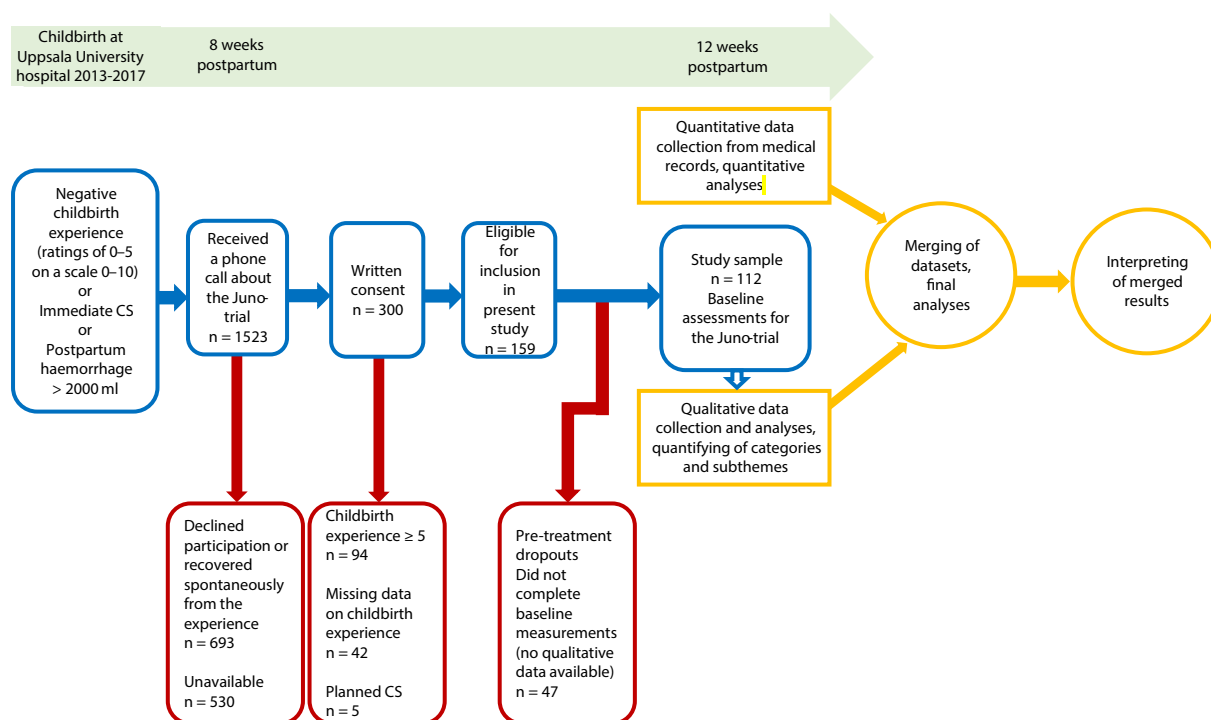 Childbirth at
Uppsala University
hospital 2013-2017
8 weeks
postpartum
12 weeks
postpartum
Quantitative data
collection from medical
records, quantitative
analyses
Negative
childbirth
experience
(ratings of 0–5
on a scale 0–10)
or
Immediate CS
or
Postpartum
haemorrhage
> 2000 ml
Received
a phone
call about
the Juno-
trial
n = 1523
Written
consent
n = 300
Eligible
for
inclusion
in
present
study
n = 159
Study sample
n = 112
Baseline
assessments for
the Juno-trial
Merging of
datasets,
final
analyses
Interpreting
of merged
results
Qualitative data
collection and analyses,
quantifying of categories
and subthemes
Declined
participation or
recovered
spontaneously
from the
experience
n = 693
Unavailable
n = 530
Childbirth
experience ≥ 5
n = 94
Missing data
on childbirth
experience
n = 42
Planned CS
n = 5
Pre-treatment
dropouts
Did not
complete
baseline
measurements
(no qualitative
data available)
n = 47